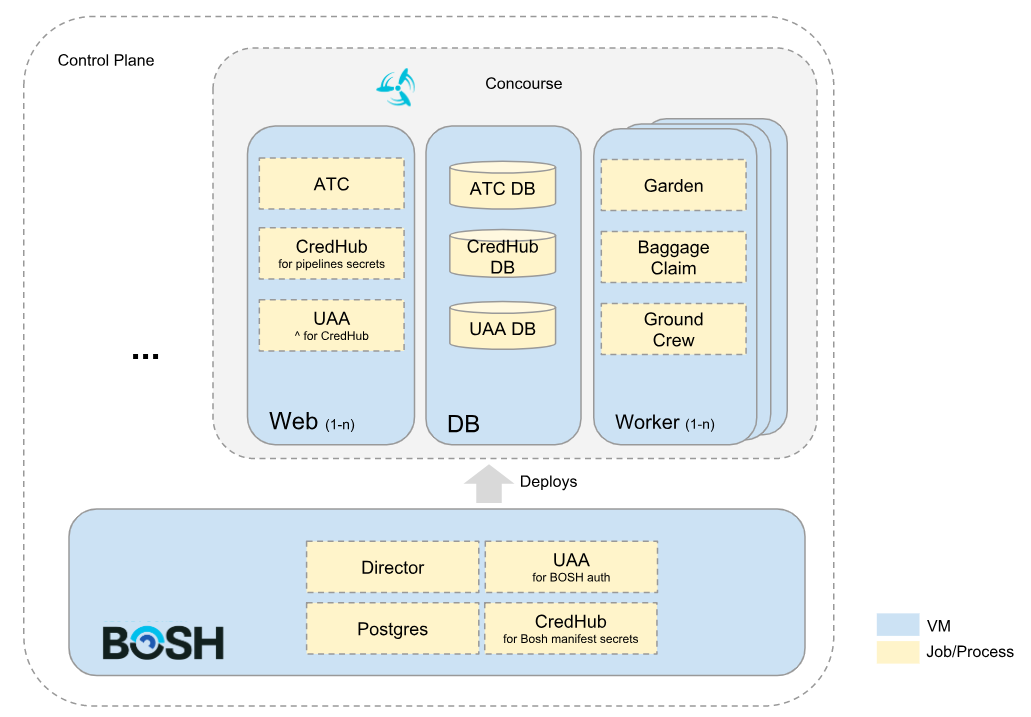 Control Plane
Concourse
ATC
CredHub
for pipelines secrets
UAA
^ for CredHub
Web (1-n)
ATC DB
CredHub
DB
UAA DB
DB
Garden
Baggage
Claim
Ground
Crew
Worker (1-n)
...
Deploys
Director
UAA
for BOSH auth
Postgres
CredHub
for Bosh manifest secrets
BOSH
VM
Job/Process